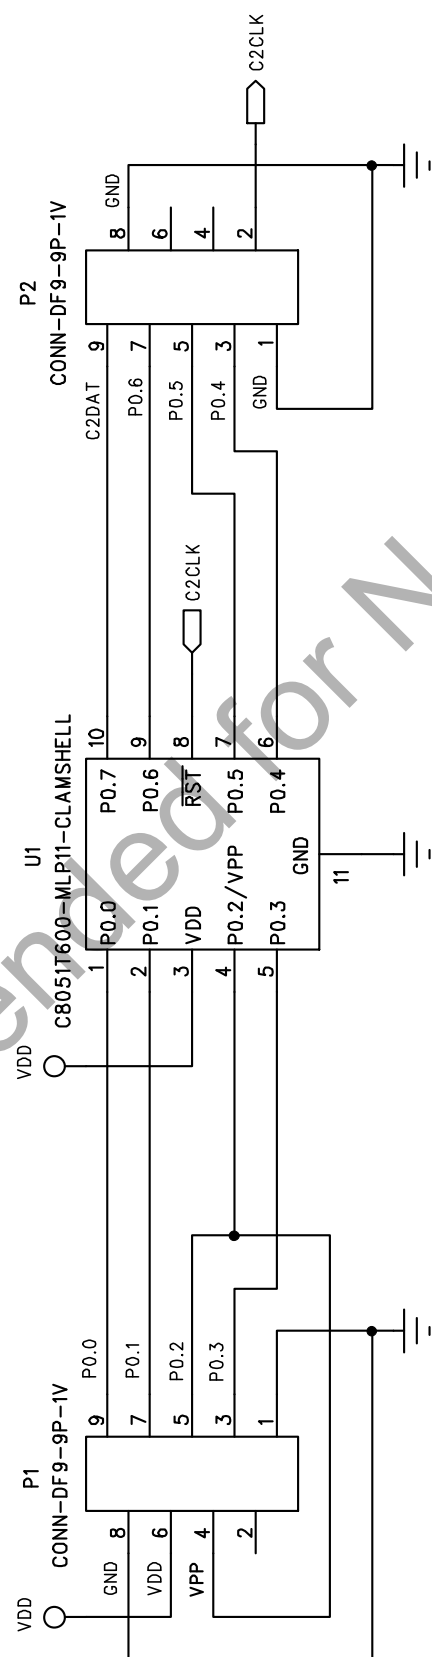 VDD
P1
CONN-DF9-9P-1V
GND 8 9 P0.0
VDD 6 7 P0.1
VPP 4 5 P0.2
2 3 P0.3
1
VDD
U1
C8051T600-MLP11-CLAMSHELL
1 P0.0 P0.7 10
2 P0.1 P0.6 9
3 VDD RST 8 C2CLK
4 P0.2/VPP P0.5 7
5 P0.3 P0.4 6
GND
11
P2
CONN-DF9-9P-1V
C2DAT 9 8 GND
P0.6 7 6
P0.5 5 4
P0.4 3 2 C2CLK
GND 1
ended for N